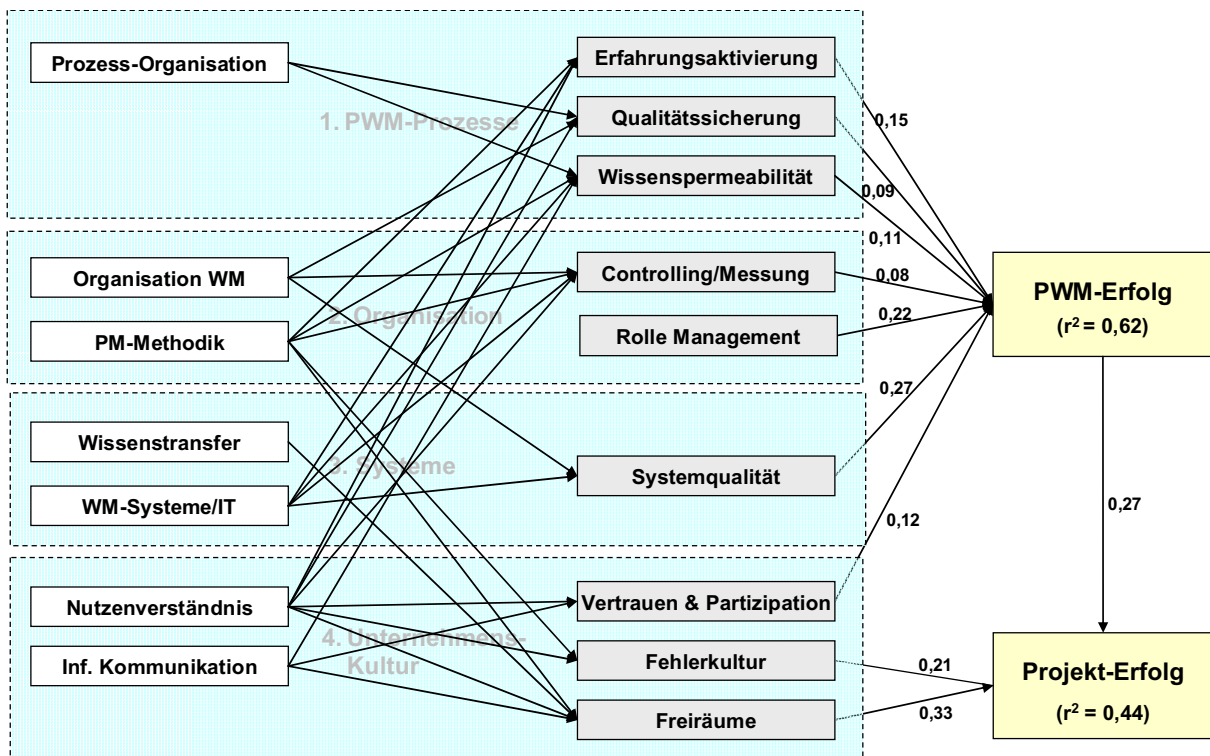 Prozess-Organisation
Erfahrungsaktivierung
1. PWM-Prozesse
Qualitätssicherung
0,15
Wissenspermeabilität
0,09
0,11
Organisation WM
Controlling/Messung
0,08
PWM-Erfolg
(r² = 0,62)
2. Organisation
PM-Methodik
Rolle Management
0,22
0,27
Wissenstransfer
3. Systeme
Systemqualität
WM-Systeme/IT
0,12
0,27
Nutzenverständnis
Vertrauen & Partizipation
4. Unternehmens-
Kultur
Inf. Kommunikation
Fehlerkultur
0,21
Projekt-Erfolg
(r² = 0,44)
Freiräume
0,33